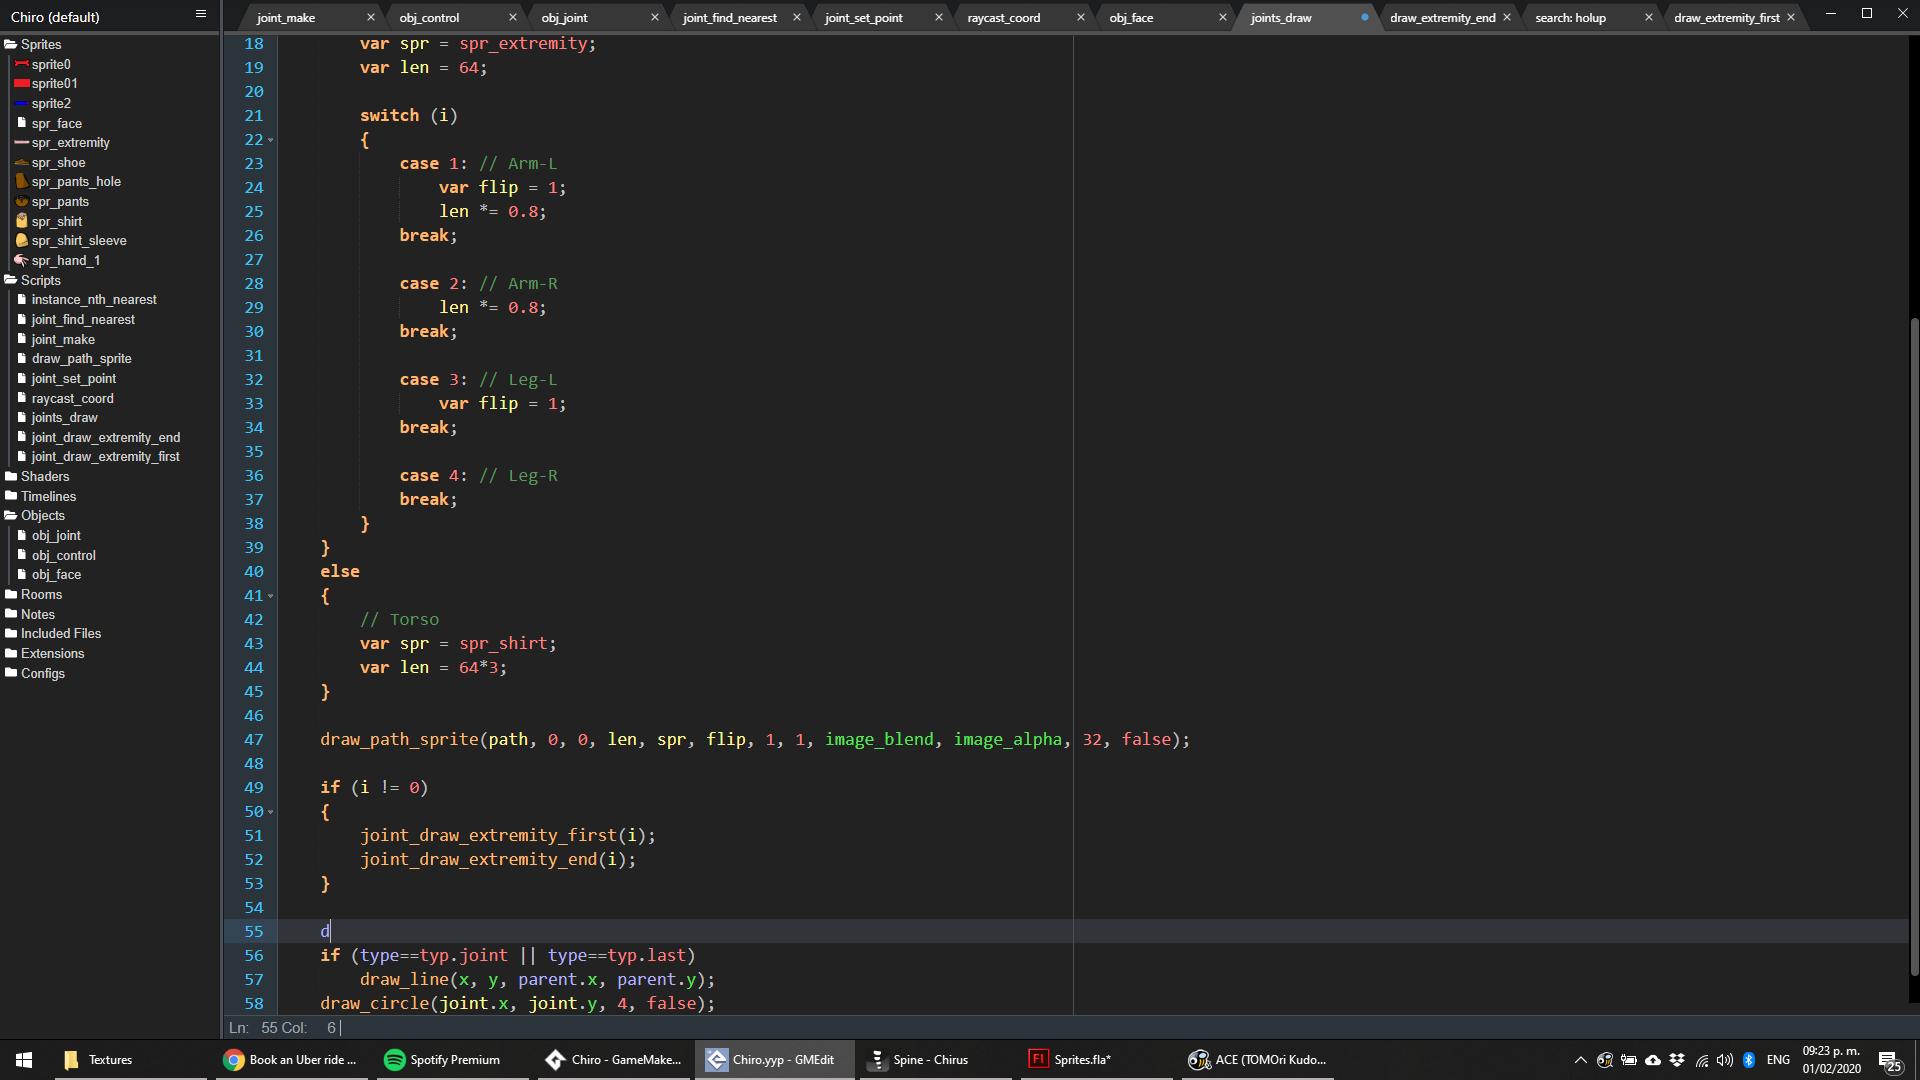 Chiro (default)
joint_make
obj_control
obj_joint
joint_find_nearest
joint_set_point
raycast_coord
obj_face
joints_draw
draw_extremity_end
search: holup
draw_extremity_first
Sprites
sprite0
sprite01
sprite2
spr_face
spr_extremity
spr_shoe
spr_pants_hole
spr_pants
spr_shirt
spr_shirt_sleeve
spr_hand_1
Scripts
instance_nth_nearest
joint_find_nearest
joint_make
draw_path_sprite
joint_set_point
raycast_coord
joints_draw
joint_draw_extremity_end
joint_draw_extremity_first
Shaders
Timelines
Objects
obj_joint
obj_control
obj_face
Rooms
Notes
Included Files
Extensions
Configs
18 var spr = spr_extremity;
19 var len = 64;
20
21 switch (i)
22 {
23 case 1: // Arm-L
24 var flip = 1;
25 len *= 0.8;
26 break;
27
28 case 2: // Arm-R
29 len *= 0.8;
30 break;
31
32 case 3: // Leg-L
33 var flip = 1;
34 break;
35
36 case 4: // Leg-R
37 break;
38 }
39 }
40 else
41 {
42 // Torso
43 var spr = spr_shirt;
44 var len = 64*3;
45 }
46
47 draw_path_sprite(path, 0, 0, len, spr, flip, 1, 1, image_blend, image_alpha, 32, false);
48
49 if (i != 0)
50 {
51 joint_draw_extremity_first(i);
52 joint_draw_extremity_end(i);
53 }
54
55 d
56 if (type==typ.joint || type==typ.last)
57 draw_line(x, y, parent.x, parent.y);
58 draw_circle(joint.x, joint.y, 4, false);
Ln: 55 Col: 6
Textures
Book an Uber ride ...
Spotify Premium
Chiro - GameMake...
Chiro.yyp - GMEdit
Spine - Chirus
Fl Sprites.fla*
ACE (TOMOri Kudo...
ENG
09:23 p. m.
01/02/2020
25